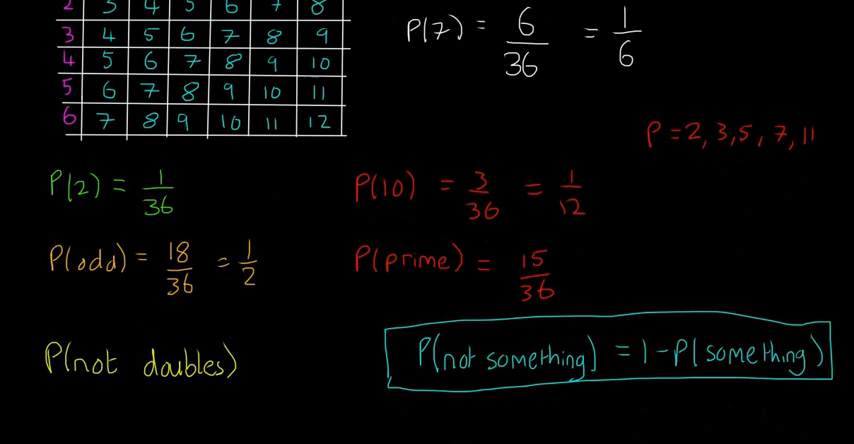 2 3 4 5 6 7 8
3 4 5 6 7 8 9
4 5 6 7 8 9 10
5 6 7 8 9 10 11
6 7 8 9 10 11 12
P(7) = 6/36 = 1/6
P = 2, 3, 5, 7, 11
P(2) = 1/36
P(10) = 3/36 = 1/12
P(odd) = 18/36 = 1/2
P(prime) = 15/36
P(not doubles)
P(not something) = 1 - P(something)